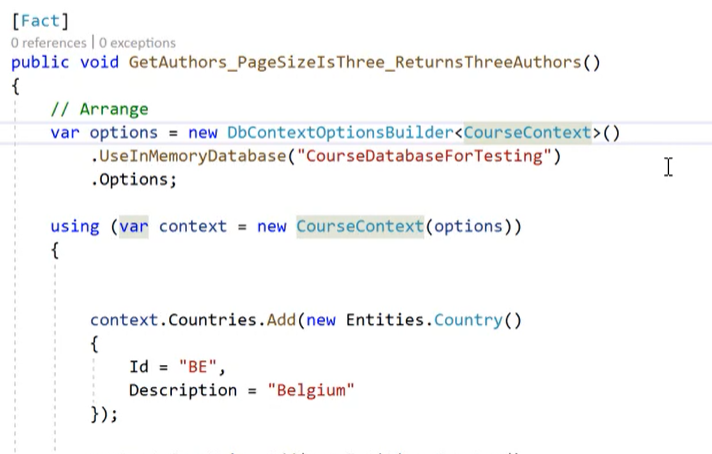 [Fact]
0 references | 0 exceptions
public void GetAuthors_PageSizeIsThree_ReturnsThreeAuthors()
{
// Arrange
var options = new DbContextOptionsBuilder<CourseContext>()
.UseInMemoryDatabase("CourseDatabaseForTesting")
.Options;
using (var context = new CourseContext(options))
{
context.Countries.Add(new Entities.Country()
{
Id = "BE",
Description = "Belgium"
});